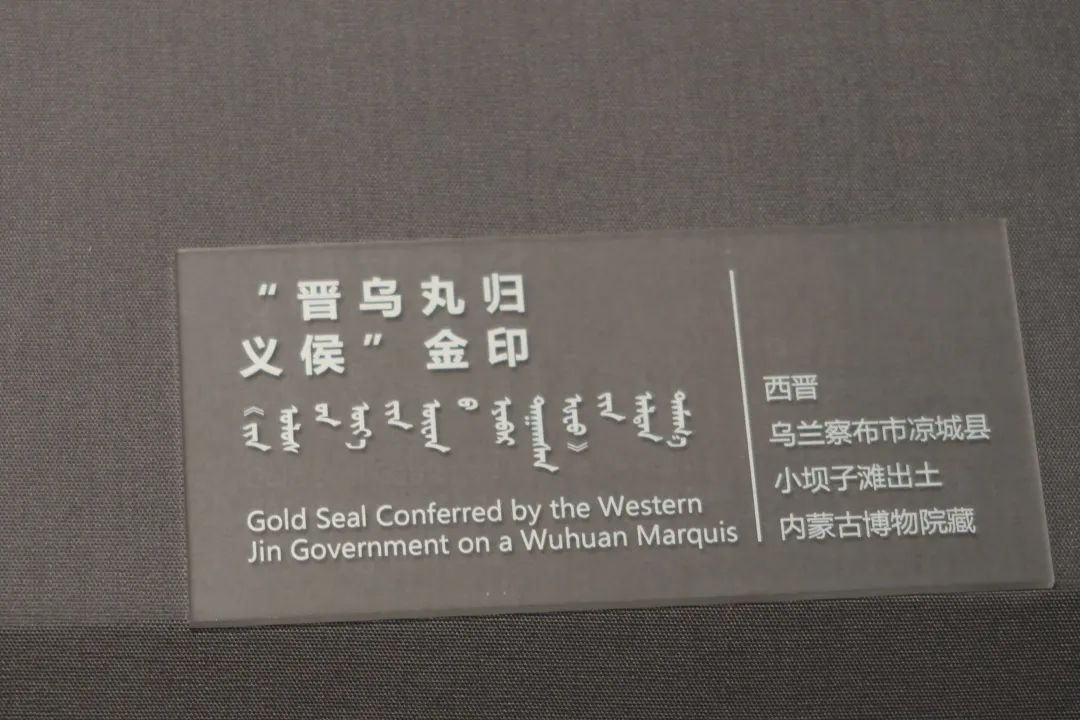 “晋乌丸归
义侯”金印
Gold Seal Conferred by the Western
Jin Government on a Wuhuan Marquis
西晋
乌兰察布市凉城县
小坝子滩出土
内蒙古博物院藏